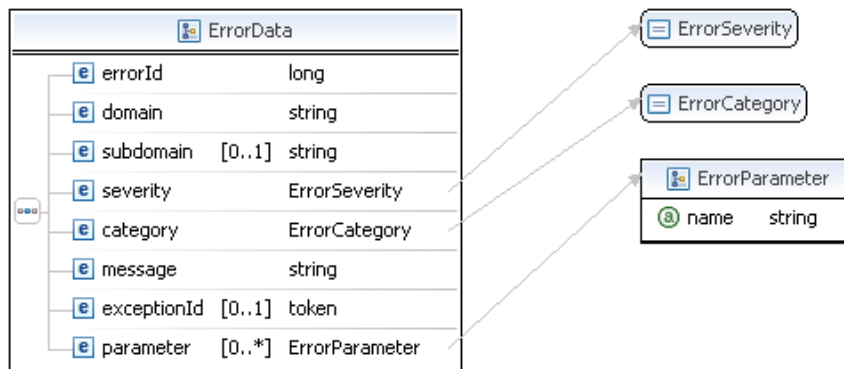 ErrorData
e errorId long
e domain string
e subdomain [0..1] string
e severity ErrorSeverity
e category ErrorCategory
e message string
e exceptionId [0..1] token
e parameter [0..*] ErrorParameter
ErrorSeverity
ErrorCategory
ErrorParameter
a name string